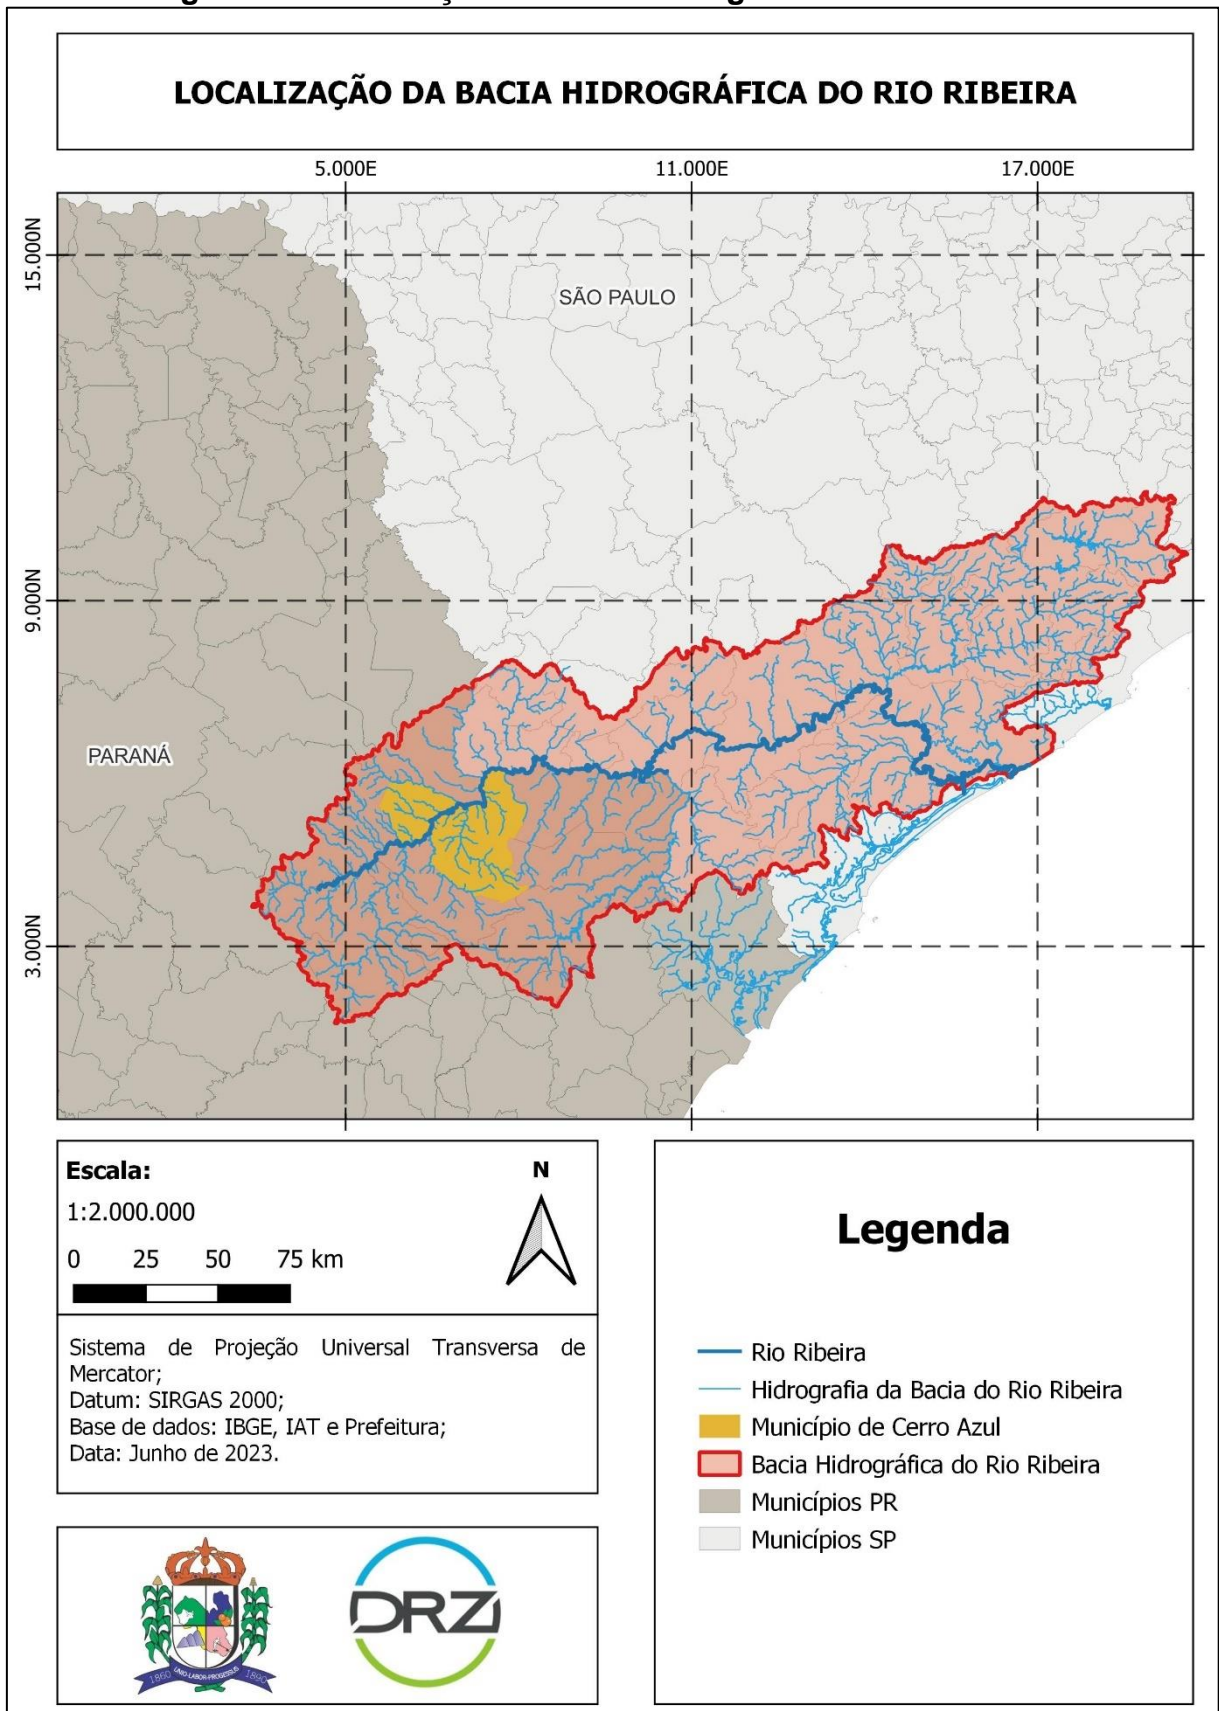 LOCALIZAÇÃO DA BACIA HIDROGRÁFICA DO RIO RIBEIRA
5.000E 11.000E 17.000E
15.000N
SÃO PAULO
9.000N
PARANÁ
3.000N
Escala:
1:2.000.000
N
0 25 50 75 km
Sistema de Projeção Universal Transversa de
Mercator;
Datum: SIRGAS 2000;
Base de dados: IBGE, IAT e Prefeitura;
Data: Junho de 2023.
Legenda
Rio Ribeira
Hidrografia da Bacia do Rio Ribeira
Município de Cerro Azul
Bacia Hidrográfica do Rio Ribeira
Municípios PR
Municípios SP
1860 1890
DRZ